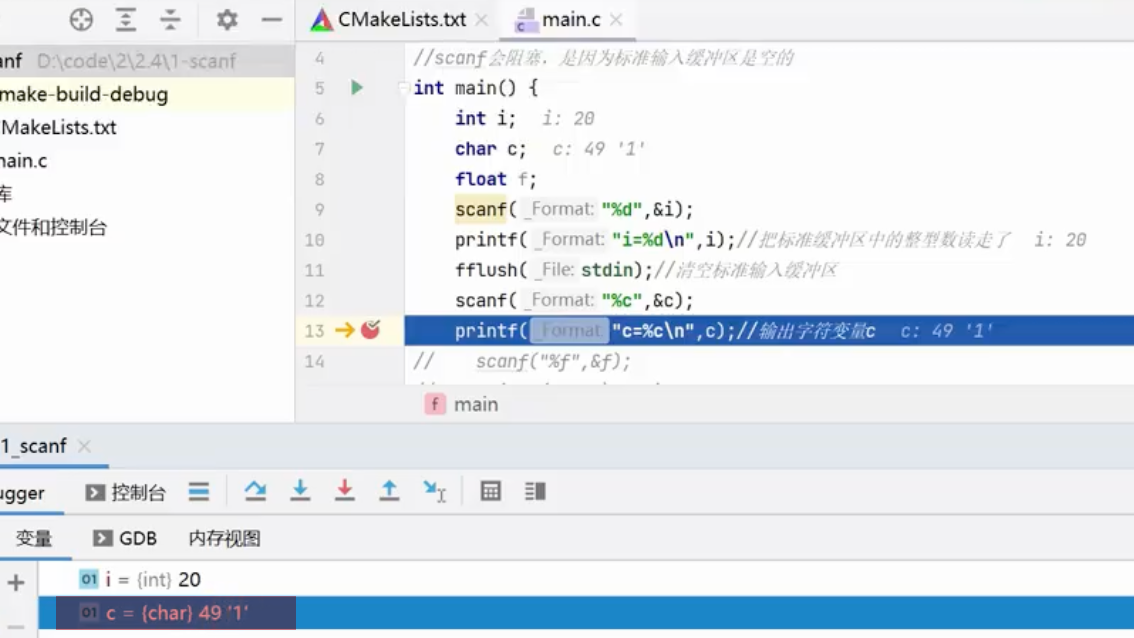 CMakeLists.txt main.c
anf D:\code\2\2.4\1-scanf
make-build-debug
MakeLists.txt
ain.c
库
文件和控制台
4 //scanf会阻塞，是因为标准输入缓冲区是空的
5 int main() {
6 int i; i: 20
7 char c; c: 49 '1'
8 float f;
9 scanf( _Format: "%d",&i);
10 printf( _Format: "i=%d\n",i);//把标准缓冲区中的整型数读走了 i: 20
11 fflush( _File: stdin);//清空标准输入缓冲区
12 scanf( _Format: "%c",&c);
13 printf( _Format: "c=%c\n",c);//输出字符变量c c: 49 '1'
14 // scanf("%f",&f);
f main
1_scanf
ugger 控制台
变量 GDB 内存视图
01 i = {int} 20
01 c = {char} 49 '1'